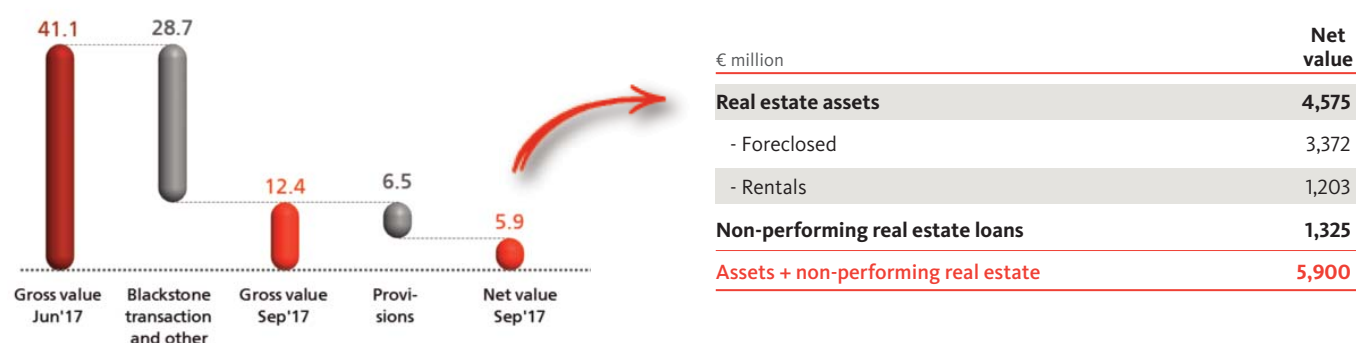 41.1
28.7
12.4
6.5
5.9
Gross value
Jun'17
Blackstone
transaction
and other
Gross value
Sep'17
Provi-
sions
Net value
Sep'17
€ million
Net
value
Real estate assets 4,575
- Foreclosed 3,372
- Rentals 1,203
Non-performing real estate loans 1,325
Assets + non-performing real estate 5,900